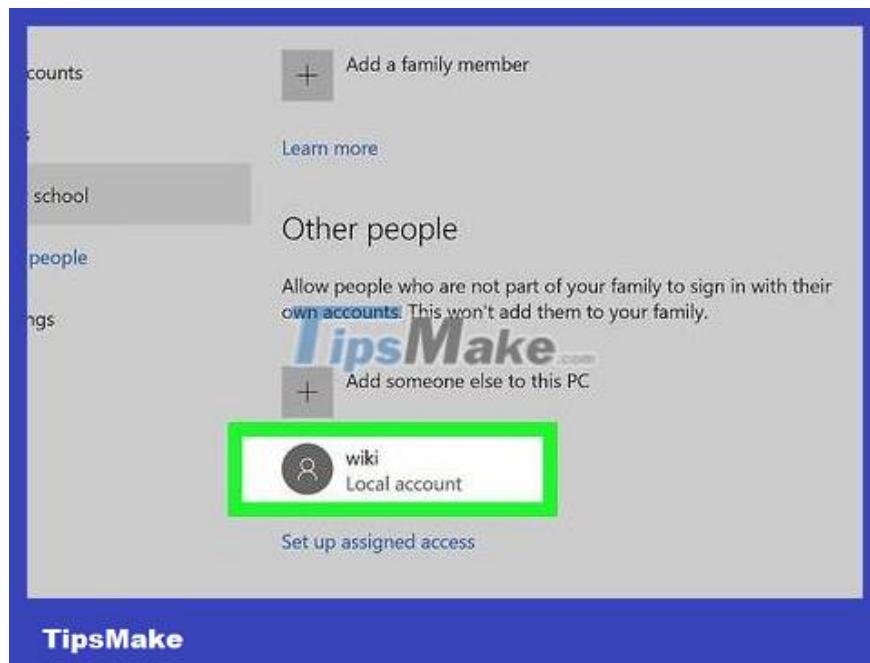 counts
Add a family member
Learn more
school
Other people
people
Allow people who are not part of your family to sign in with their
own accounts. This won't add them to your family.
ngs
TipsMake.com
Add someone else to this PC
wiki
Local account
Set up assigned access
TipsMake